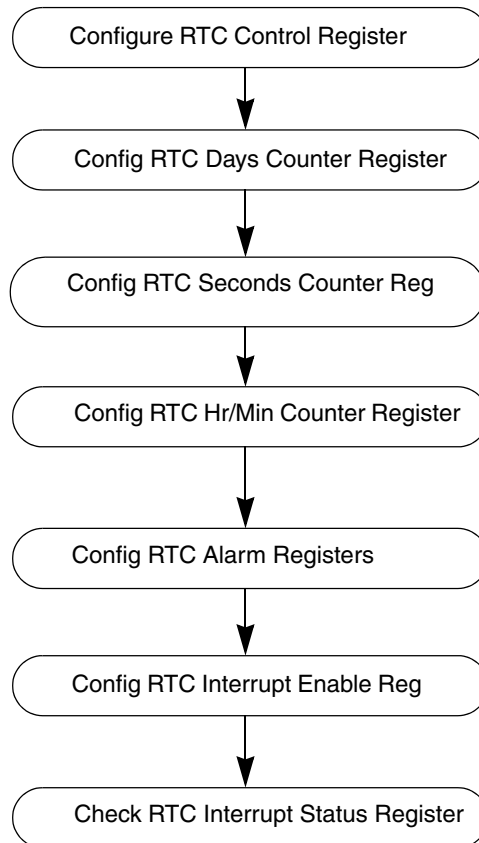 Configure RTC Control Register
Config RTC Days Counter Register
Config RTC Seconds Counter Reg
Config RTC Hr/Min Counter Register
Config RTC Alarm Registers
Config RTC Interrupt Enable Reg
Check RTC Interrupt Status Register